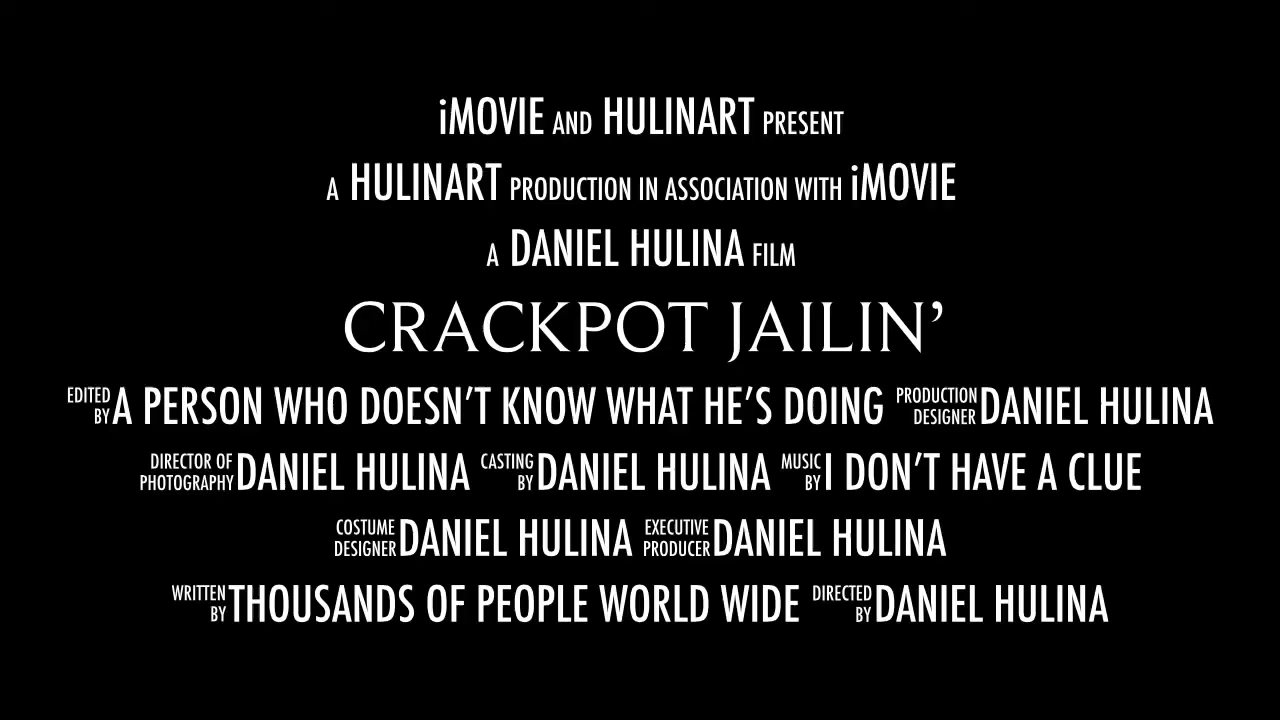 iMOVIE AND HULINART PRESENT
A HULINART PRODUCTION IN ASSOCIATION WITH iMOVIE
A DANIEL HULINA FILM
CRACKPOT JAILIN’
EDITED BY A PERSON WHO DOESN’T KNOW WHAT HE’S DOING PRODUCTION DESIGNER DANIEL HULINA
DIRECTOR OF PHOTOGRAPHY DANIEL HULINA CASTING BY DANIEL HULINA MUSIC BY I DON’T HAVE A CLUE
COSTUME DESIGNER DANIEL HULINA EXECUTIVE PRODUCER DANIEL HULINA
WRITTEN BY THOUSANDS OF PEOPLE WORLD WIDE DIRECTED BY DANIEL HULINA